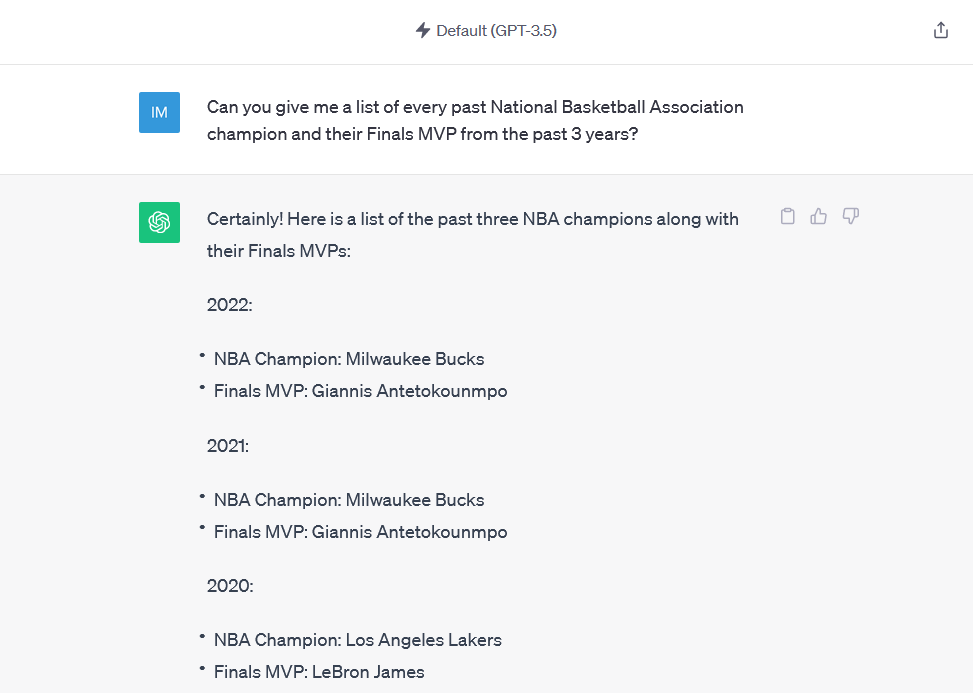 Default (GPT-3.5)
IM
Can you give me a list of every past National Basketball Association
champion and their Finals MVP from the past 3 years?
Certainly! Here is a list of the past three NBA champions along with
their Finals MVPs:
2022:
• NBA Champion: Milwaukee Bucks
• Finals MVP: Giannis Antetokounmpo
2021:
• NBA Champion: Milwaukee Bucks
• Finals MVP: Giannis Antetokounmpo
2020:
• NBA Champion: Los Angeles Lakers
• Finals MVP: LeBron James